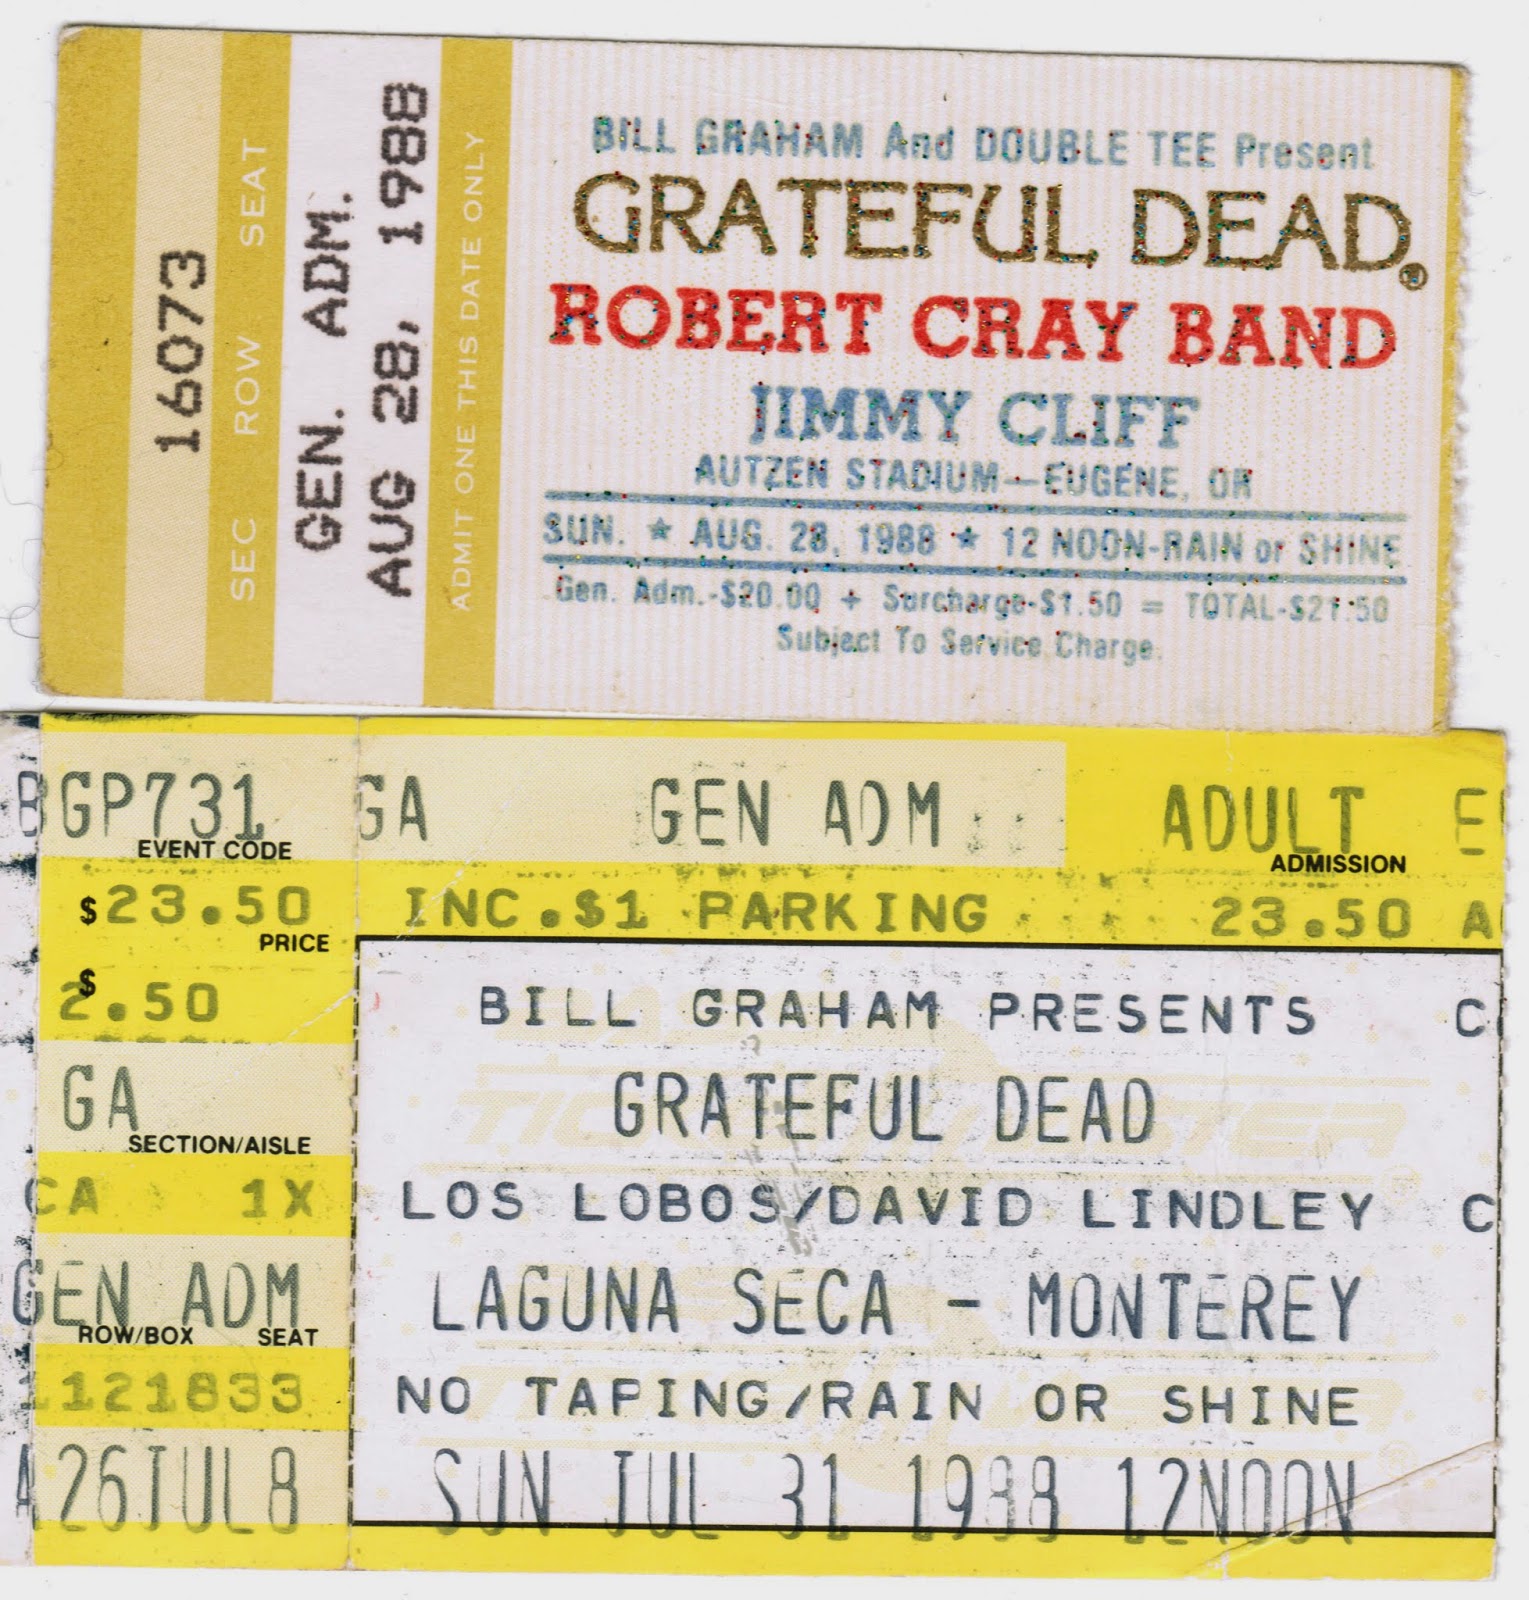 16073
SEC ROW SEAT
GEN. ADM.
AUG 28, 1988
ADMIT ONE THIS DATE ONLY
BILL GRAHAM And DOUBLE TEE Present
GRATEFUL DEAD®
ROBERT CRAY BAND
JIMMY CLIFF
AUTZEN STADIUM—EUGENE, OR
SUN. ★ AUG. 28, 1988 ★ 12 NOON-RAIN or SHINE
Gen. Adm.-$20.00 + Surcharge-$1.50 = TOTAL-$21.50
Subject To Service Charge.
BGP731
EVENT CODE
$23.50
PRICE
$2.50
GA
SECTION/AISLE
CA 1X
GEN ADM
ROW/BOX SEAT
121833
A26JUL8
GA GEN ADM ADULT
ADMISSION
INC.$1 PARKING 23.50 A
BILL GRAHAM PRESENTS C
GRATEFUL DEAD
LOS LOBOS/DAVID LINDLEY C
LAGUNA SECA - MONTEREY
NO TAPING/RAIN OR SHINE
SUN JUL 31 1988 12NOON